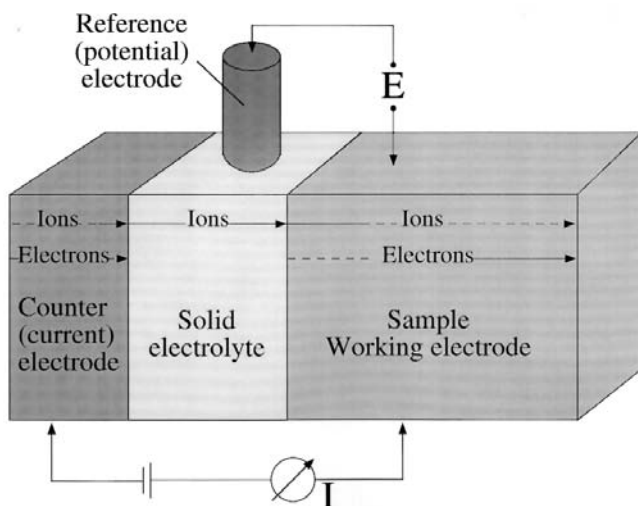 Reference
(potential)
electrode
E
Ions
Ions
Ions
Electrons
Electrons
Counter
(current)
electrode
Solid
electrolyte
Sample
Working electrode
I